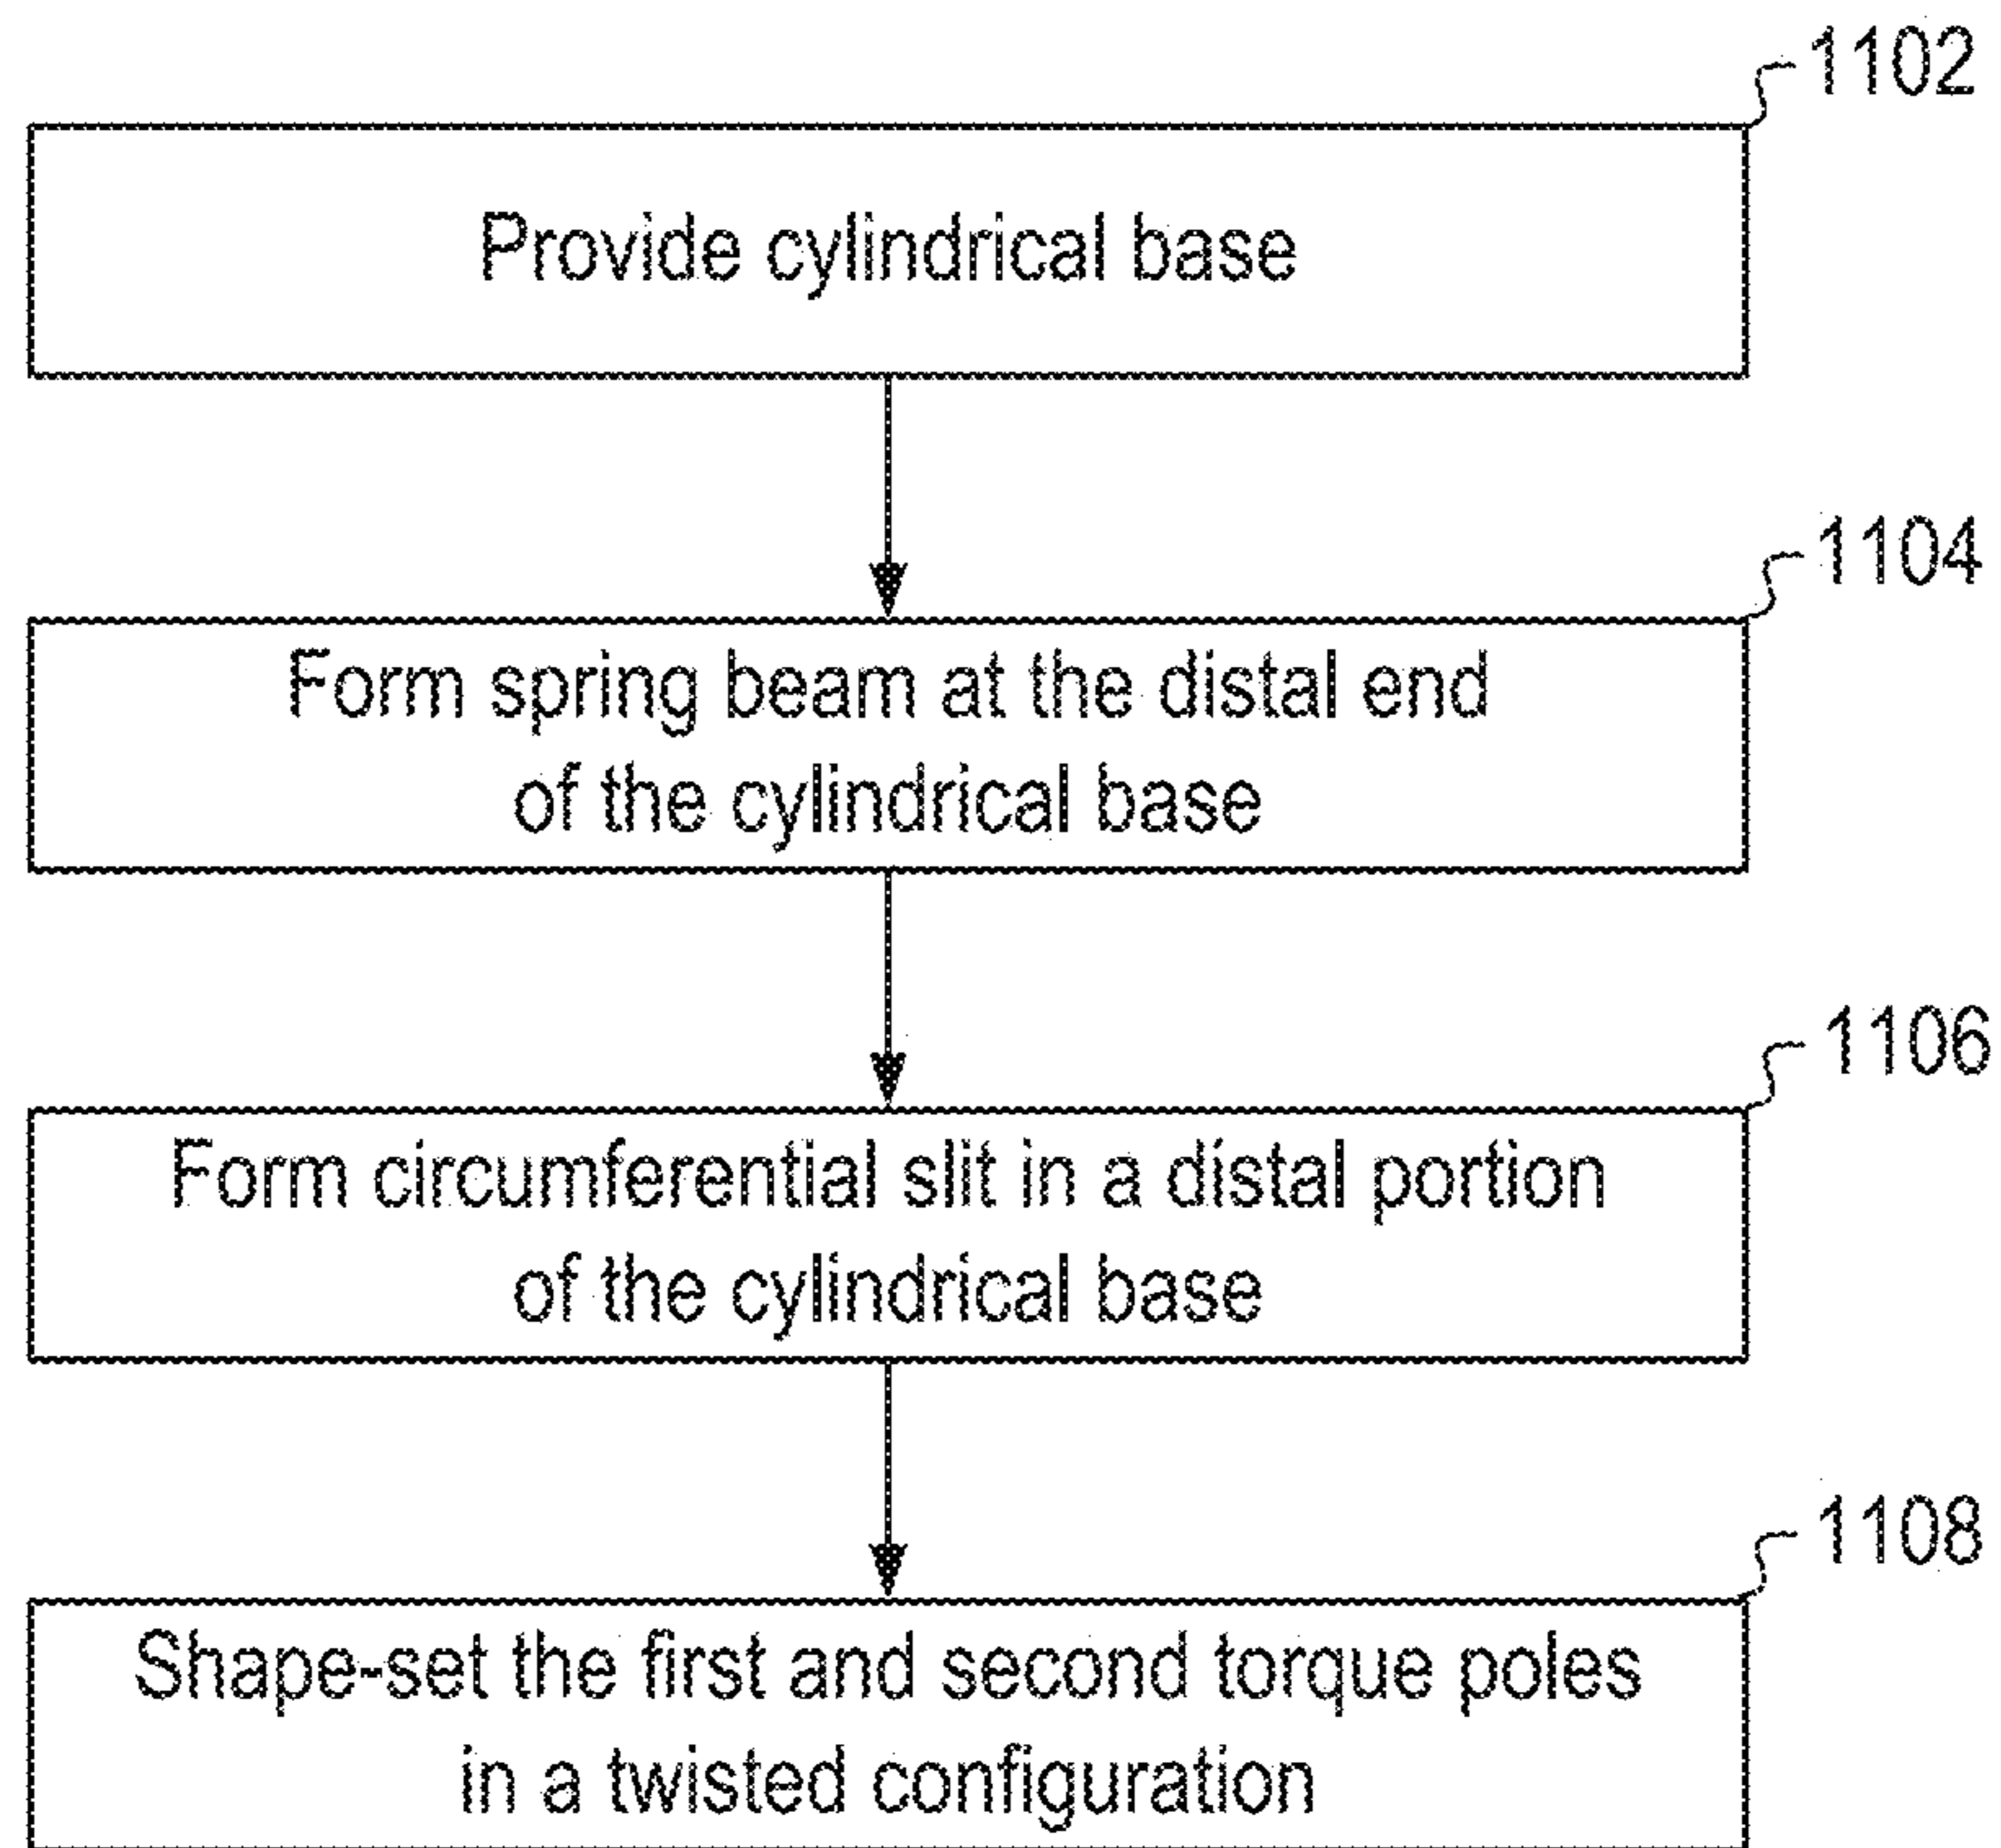 1102
Provide cylindrical base
1104
Form spring beam at the distal end
of the cylindrical base
1106
Form circumferential slit in a distal portion
of the cylindrical base
1108
Shape-set the first and second torque poles
in a twisted configuration